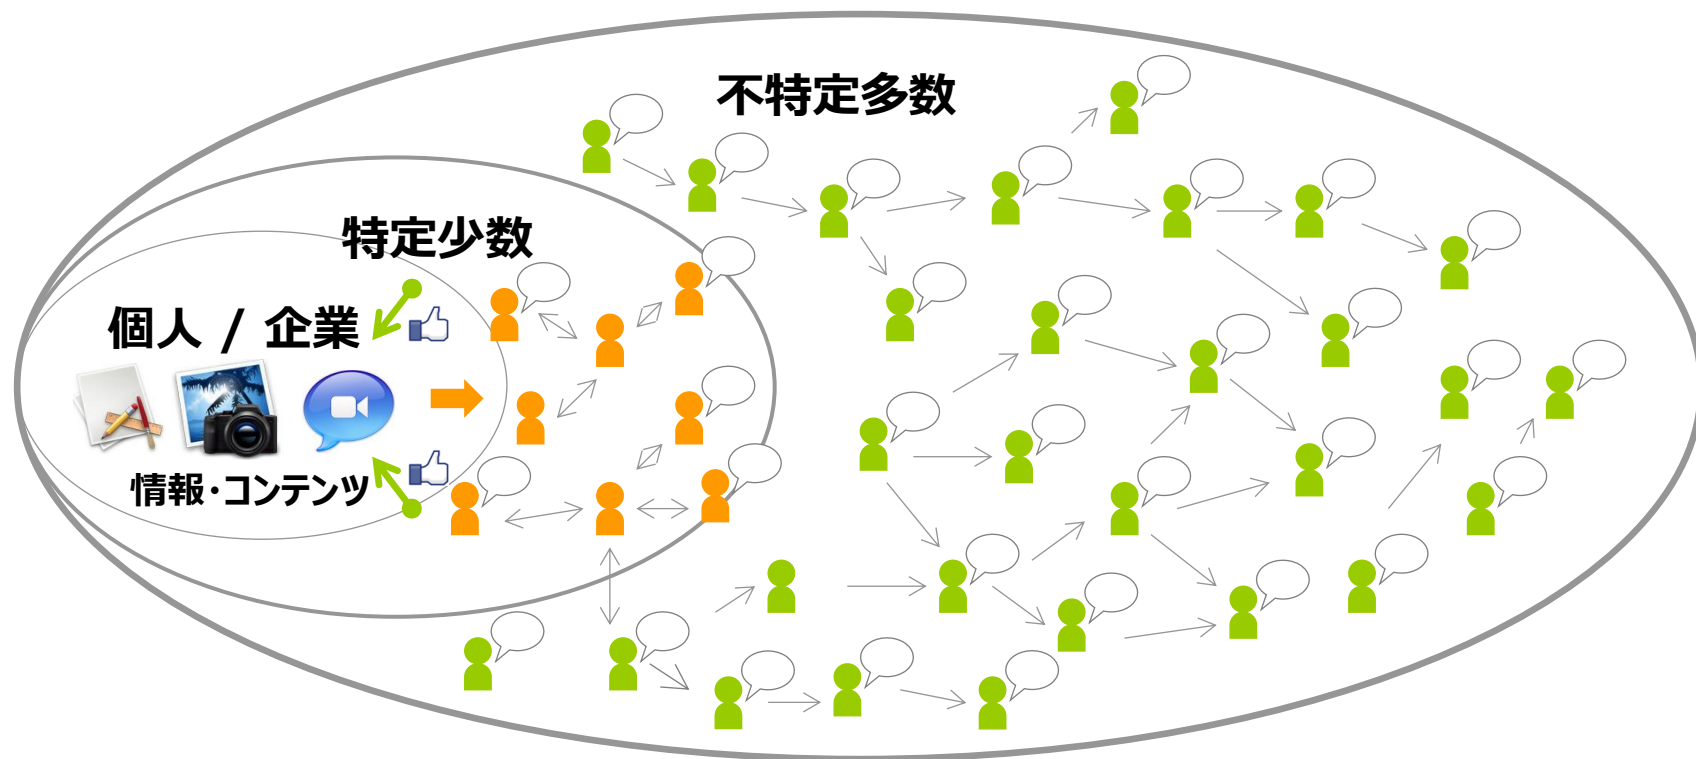 不特定多数
特定少数
個人 / 企業
情報・コンテンツ